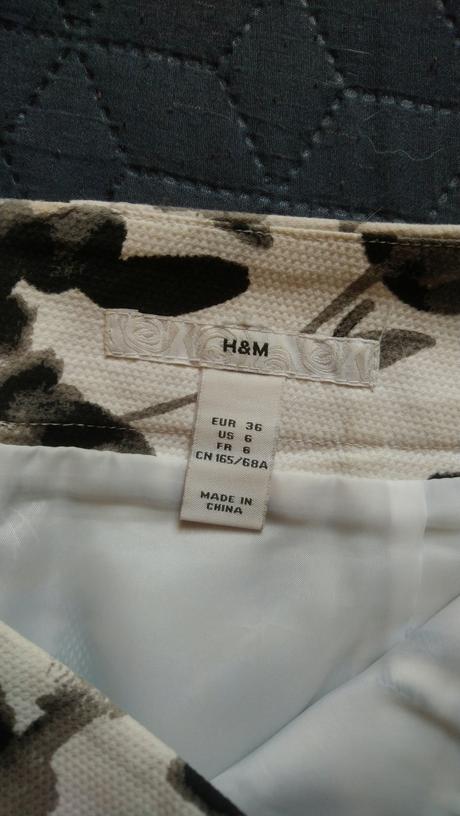 H&M
EUR 36
US 6
FR 6
CN 165/68A
MADE IN
CHINA